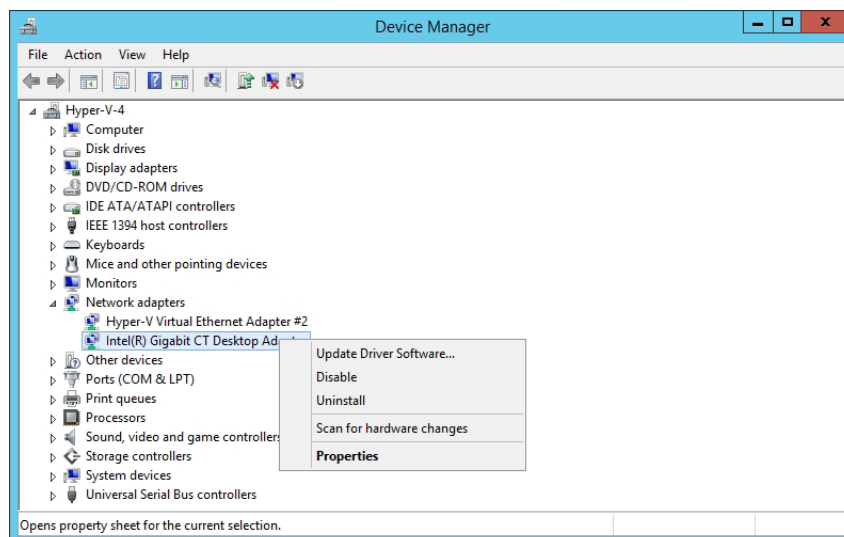 Device Manager
File Action View Help
Hyper-V-4
Computer
Disk drives
Display adapters
DVD/CD-ROM drives
IDE ATA/ATAPI controllers
IEEE 1394 host controllers
Keyboards
Mice and other pointing devices
Monitors
Network adapters
Hyper-V Virtual Ethernet Adapter #2
Intel(R) Gigabit CT Desktop
Other devices
Ports (COM & LPT)
Print queues
Processors
Sound, video and game controllers
Storage controllers
System devices
Universal Serial Bus controllers
Update Driver Software...
Disable
Uninstall
Scan for hardware changes
Properties
Opens property sheet for the current selection.